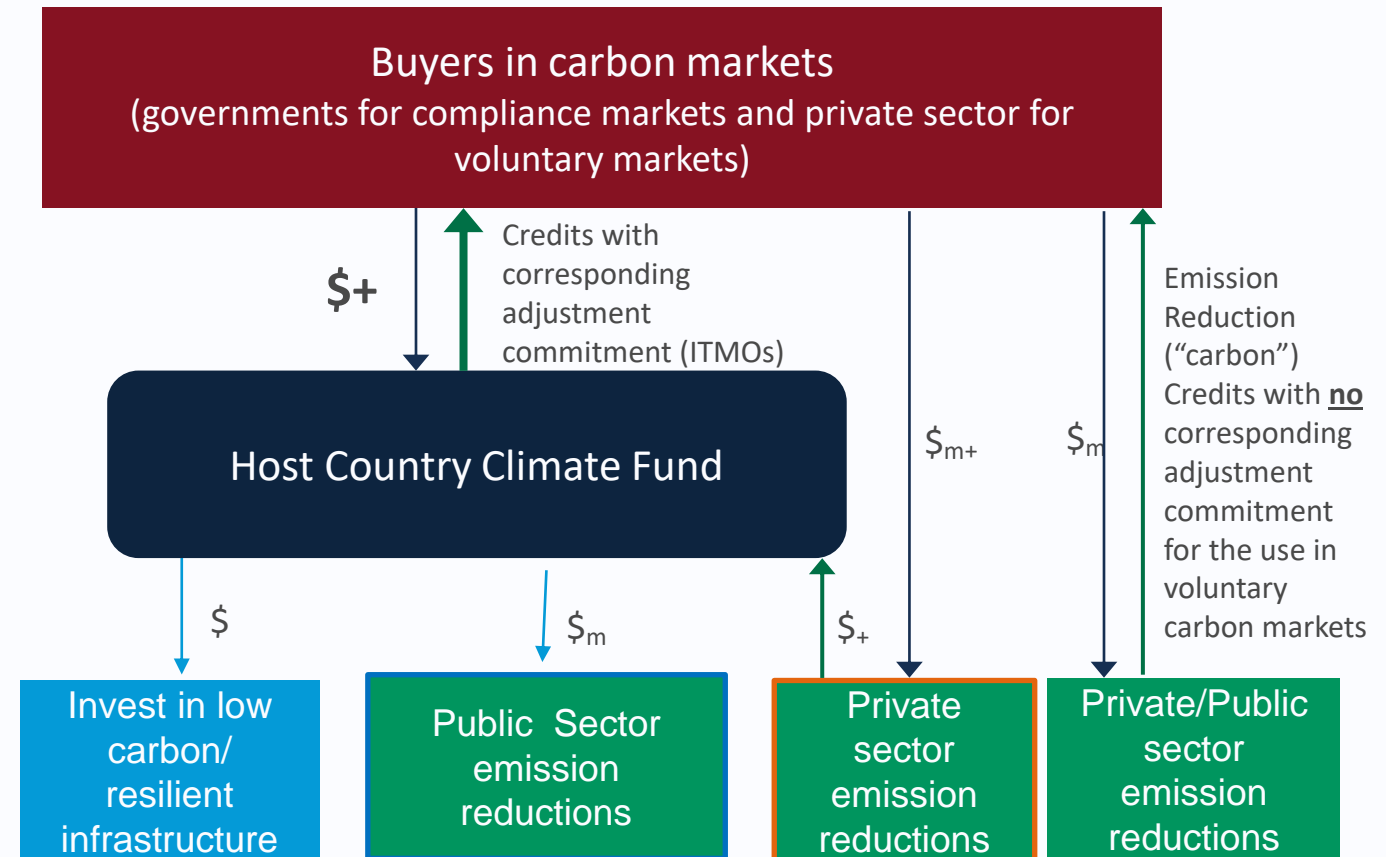 Buyers in carbon markets
(governments for compliance markets and private sector for
voluntary markets)
$+
Credits with
corresponding
adjustment
commitment (ITMOs)
$m+
$m
Emission
Reduction
(“carbon”)
Credits with no
corresponding
adjustment
commitment
for the use in
voluntary
carbon markets
Host Country Climate Fund
$
$m
$+
Invest in low
carbon/
resilient
infrastructure
Public Sector
emission
reductions
Private
sector
emission
reductions
Private/Public
sector
emission
reductions